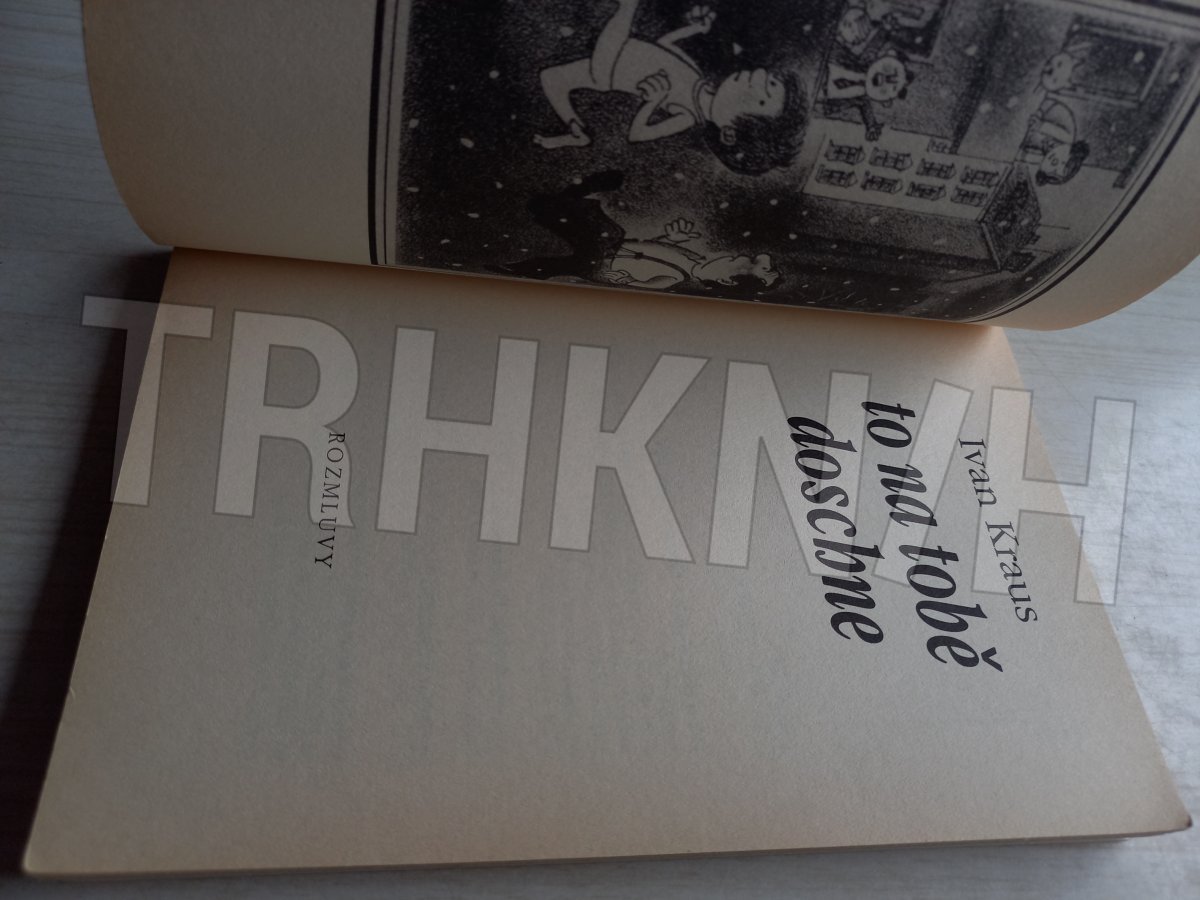 Ivan Kraus
to na tobě
doschne
ROZMLUVY
TRHKNIH